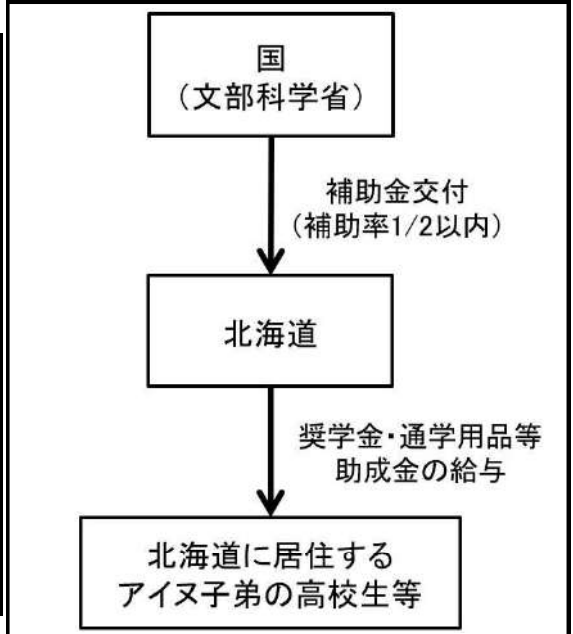 国
（文部科学省）
補助金交付
（補助率1/2以内）
北海道
奨学金・通学用品等
助成金の給与
北海道に居住する
アイヌ子弟の高校生等